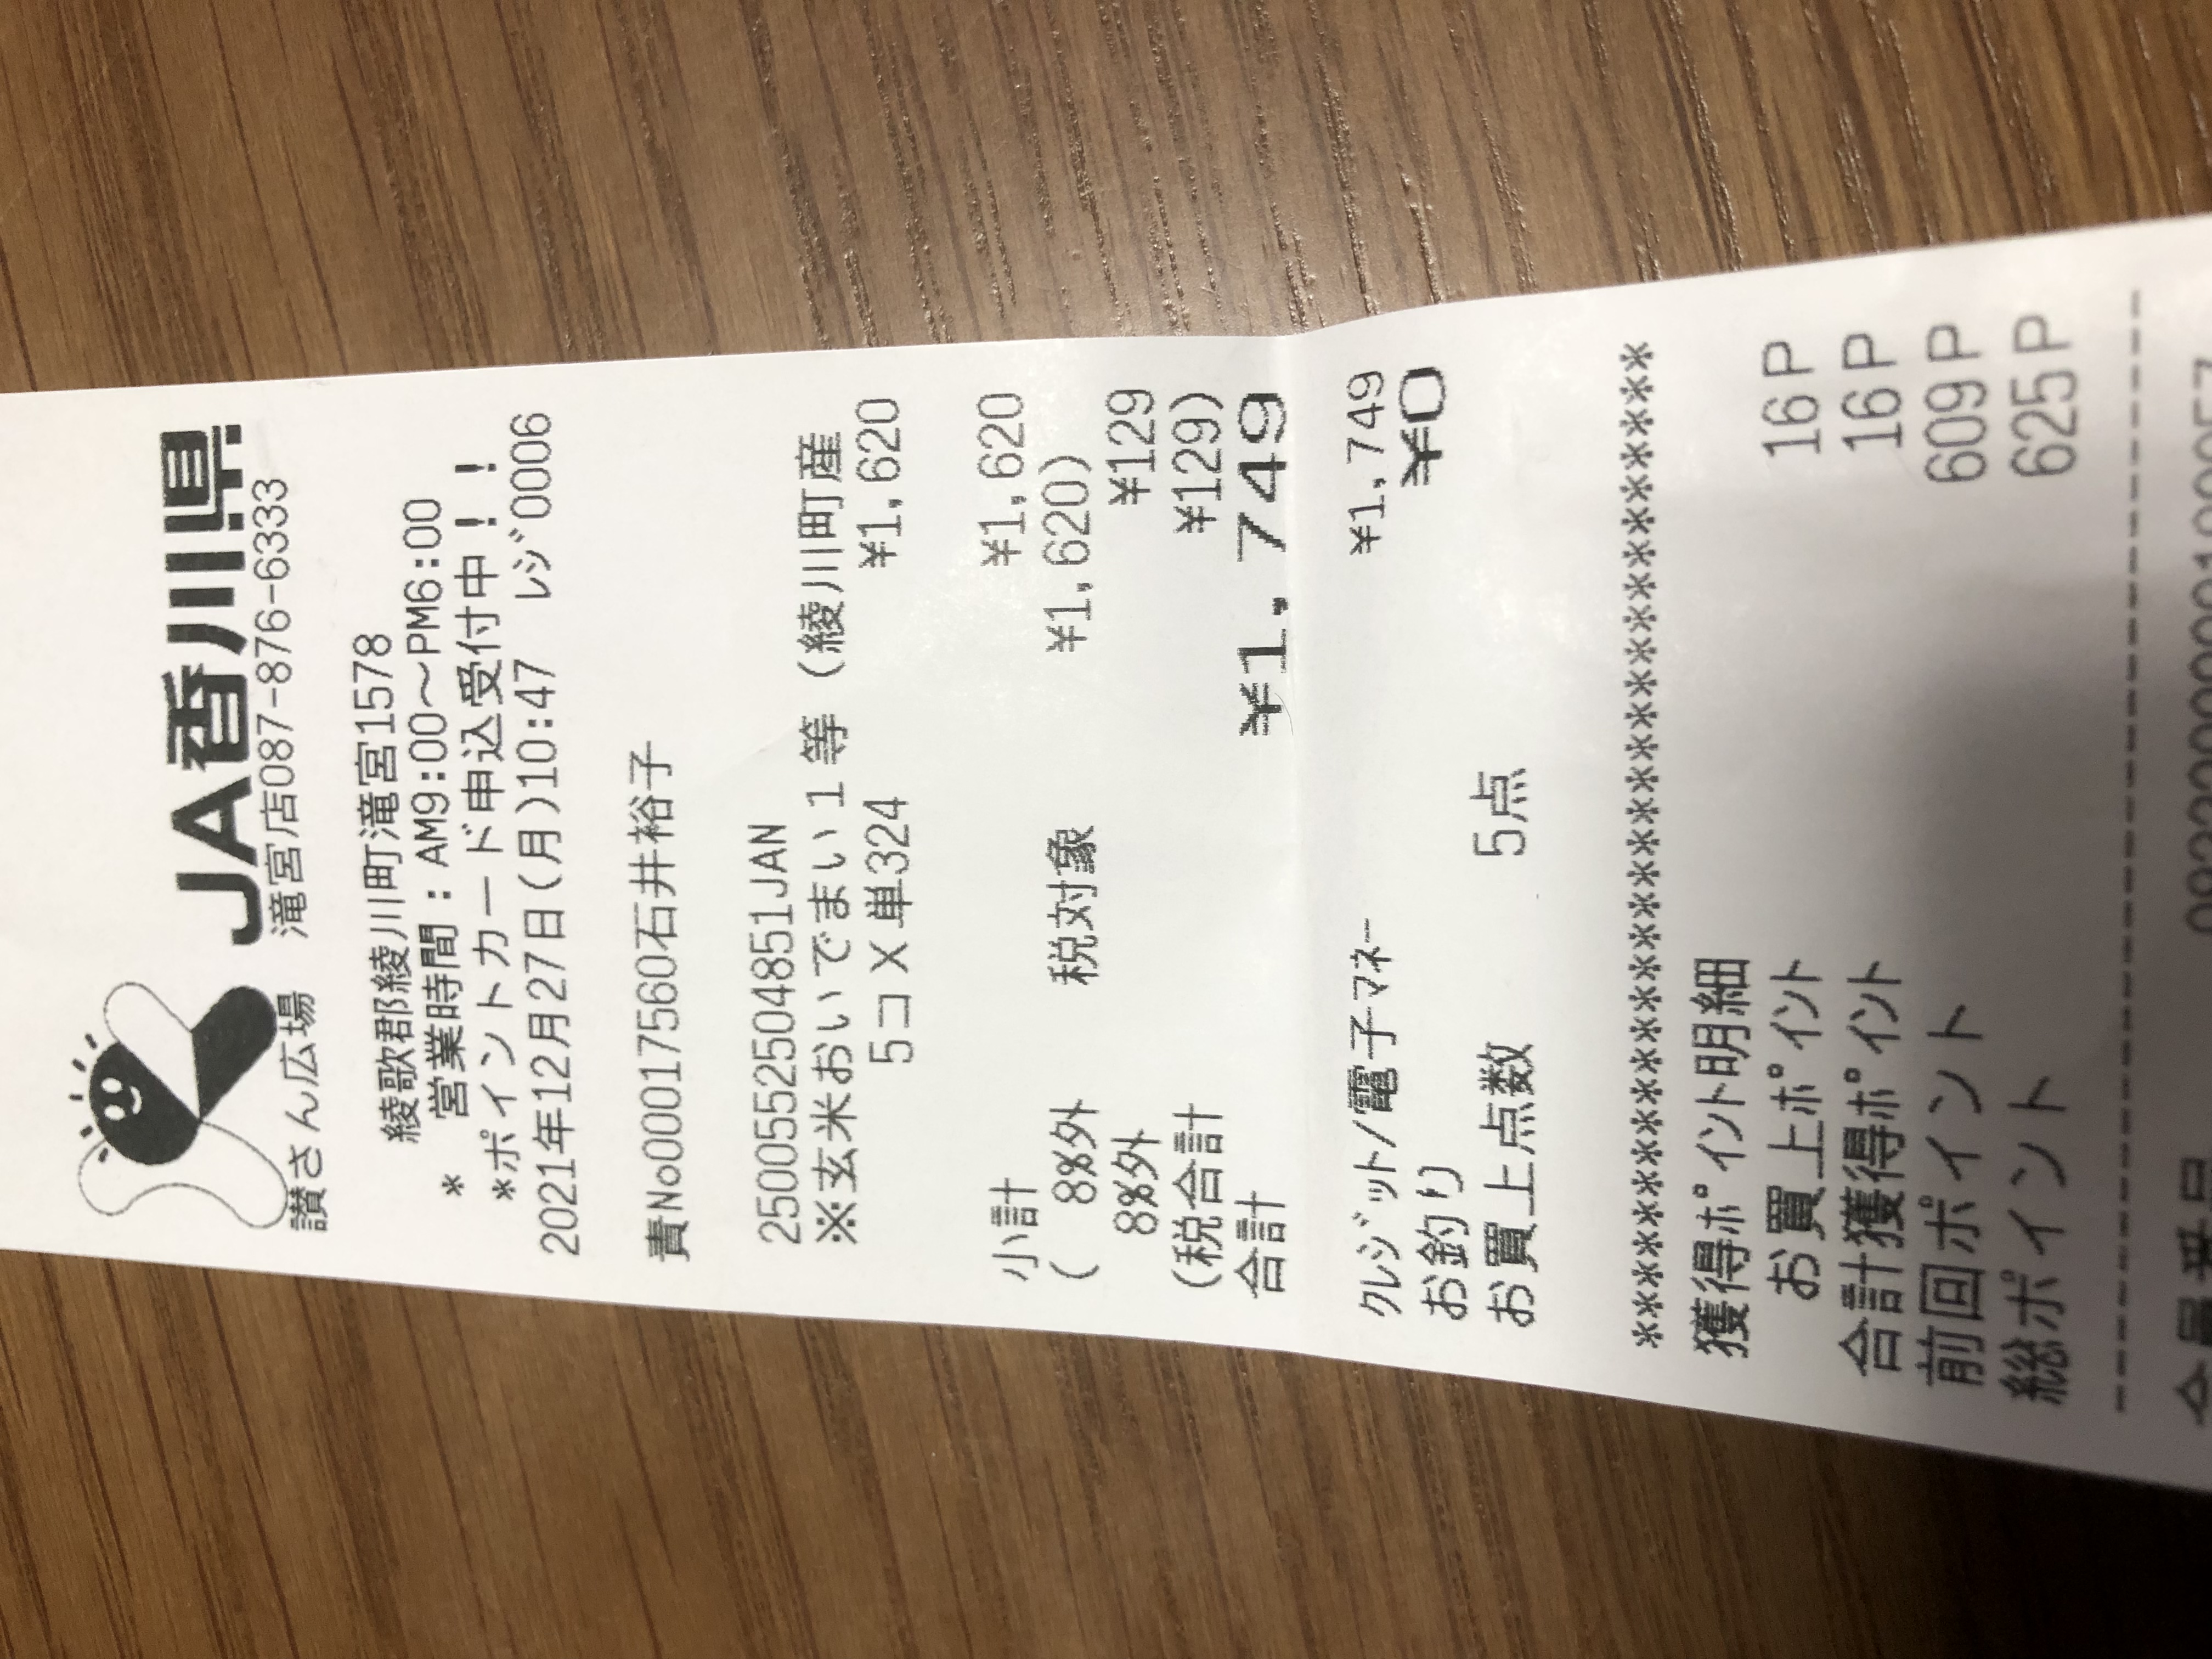 JA香川県
讃さん広場 滝宮店087-876-6333
綾歌郡綾川町滝宮1578
* 営業時間：AM9:00～PM6:00
*ポイントカード申込受付中！！
2021年12月27日(月)10:47 ﾚｼﾞ0006
責No00017560石井裕子
2500552504851JAN
※玄米おいでまい１等（綾川町産
5コ X 単324 ¥1,620
小計 ¥1,620
( 8%外 税対象 ¥1,620)
8%外 ¥129
(税合計 ¥129)
合計 ¥1,749
ｸﾚｼﾞｯﾄ/電子ﾏﾈｰ ¥1,749
お釣り ¥0
お買上点数 5点
****************************************
獲得ﾎﾟｲﾝﾄ明細
お買上ﾎﾟｲﾝﾄ 16P
合計獲得ﾎﾟｲﾝﾄ 16P
前回ポイント 609P
総ポイント 625P